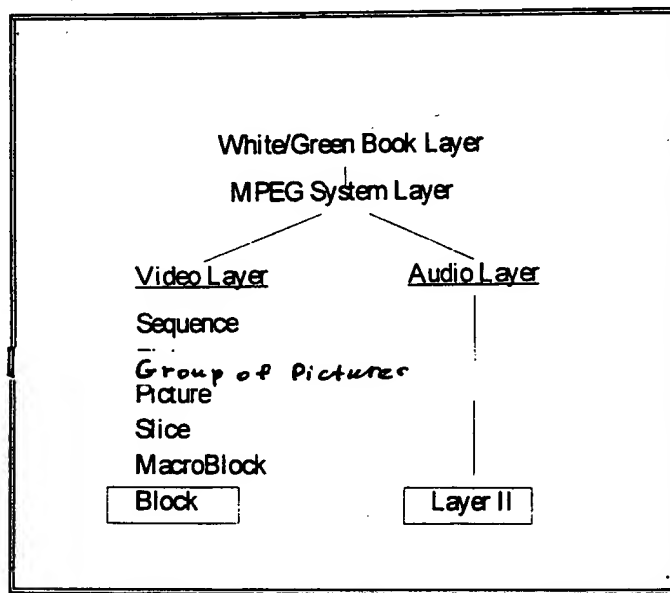 White/Green Book Layer
MPEG System Layer
Video Layer
Audio Layer
Sequence
Group of Pictures
Picture
Slice
MacroBlock
Block
Layer II